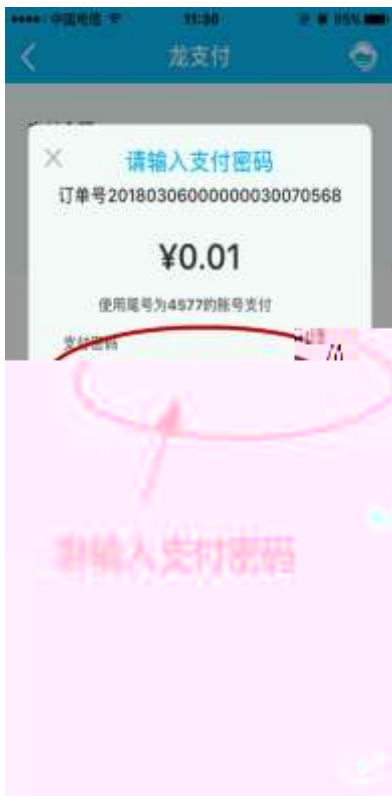 中国电信 11:30 95%
龙支付
请输入支付密码
订单号20180306000000030070568
¥0.01
使用尾号为4577的账号支付
支付密码
请输入支付密码